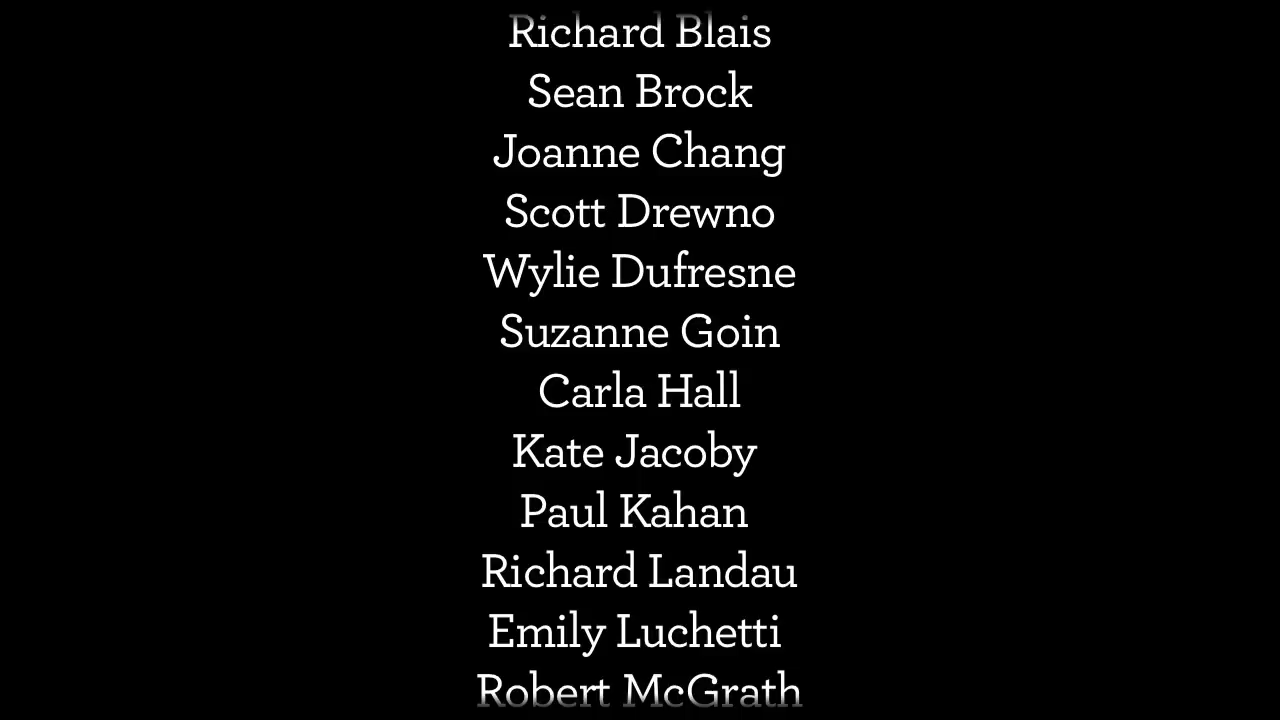 Richard Blais
Sean Brock
Joanne Chang
Scott Drewno
Wylie Dufresne
Suzanne Goin
Carla Hall
Kate Jacoby
Paul Kahan
Richard Landau
Emily Luchetti
Robert McGrath